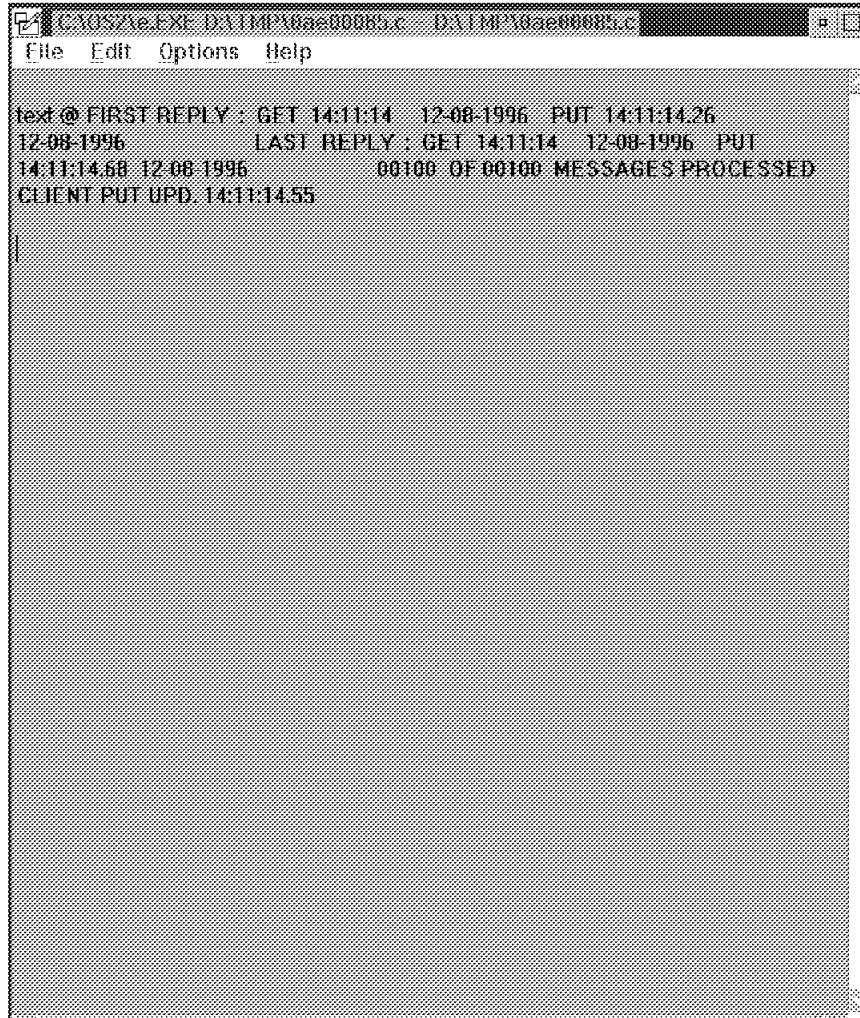 C:\OS2\e.EXE D:\TMP\0ae00085.c D:\TMP\0ae00085.c
File Edit Options Help
text @ FIRST REPLY : GET 14:11:14 12-08-1996 PUT 14:11:14.26
12-08-1996 LAST REPLY : GET 14:11:14 12-08-1996 PUT
14:11:14.68 12-08-1996 00100 OF 00100 MESSAGES PROCESSED
CLIENT PUT UPD. 14:11:14.55